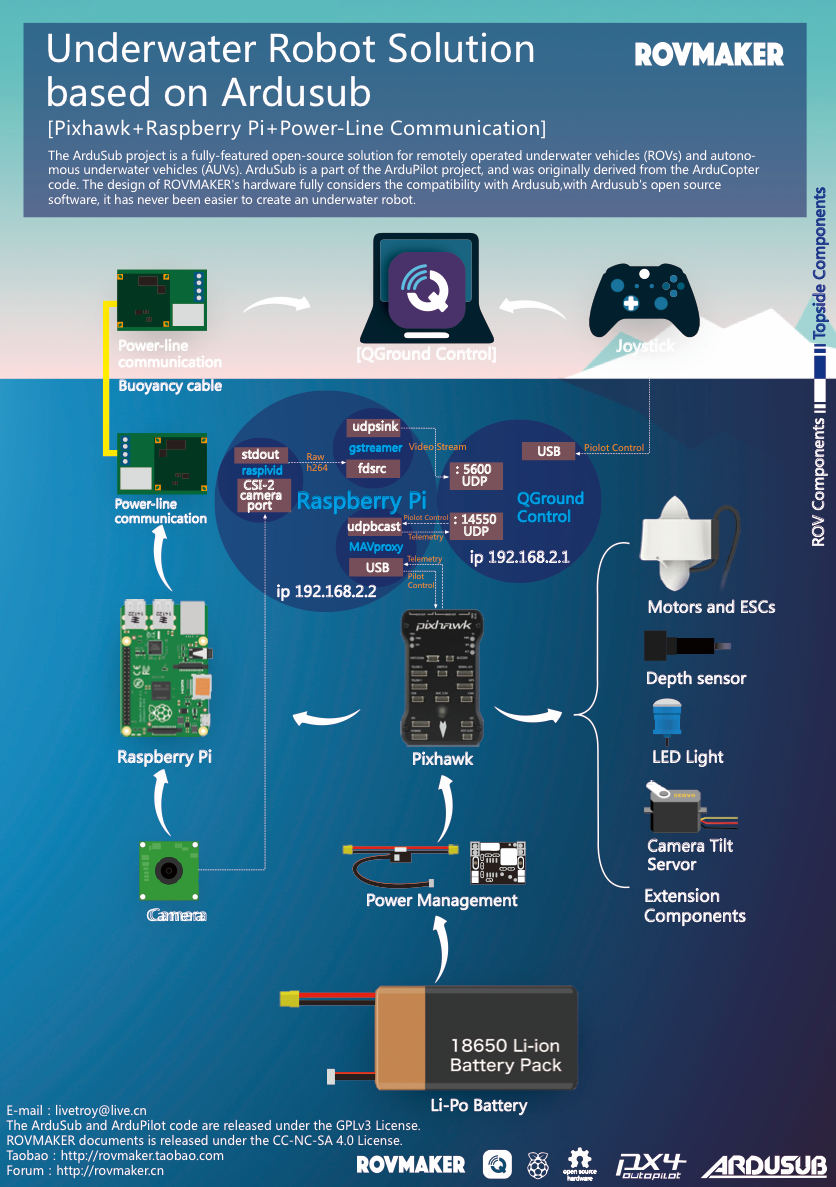 Underwater Robot Solution
based on Ardusub
ROVMAKER
[Pixhawk+Raspberry Pi+Power-Line Communication]
The ArduSub project is a fully-featured open-source solution for remotely operated underwater vehicles (ROVs) and autono-
mous underwater vehicles (AUVs). ArduSub is a part of the ArduPilot project, and was originally derived from the ArduCopter
code. The design of ROVMAKER's hardware fully considers the compatibility with Ardusub,with Ardusub's open source
software, it has never been easier to create an underwater robot.
Topside Components
ROV Components
Power-line
communication
[QGround Control]
Joystick
Buoyancy cable
Power-line
communication
udpsink
gstreamer
fdsrc
stdout
raspivid
CSI-2
camera
port
Raw
h264
Video Stream
Raspberry Pi
udpbcast
MAVproxy
USB
ip 192.168.2.2
: 5600
UDP
: 14550
UDP
Piolot Control
Telemetry
Telemetry
Pilot
Control
USB
Piolot Control
QGround
Control
ip 192.168.2.1
pixhawk
Raspberry Pi
Pixhawk
Motors and ESCs
Depth sensor
LED Light
Camera Tilt
Servor
Extension
Components
Camera
Power Management
18650 Li-ion
Battery Pack
Li-Po Battery
E-mail : livetroy@live.cn
The ArduSub and ArduPilot code are released under the GPLv3 License.
ROVMAKER documents is released under the CC-NC-SA 4.0 License.
Taobao : http://rovmaker.taobao.com
Forum : http://rovmaker.cn
ROVMAKER
open source
hardware
PX4
autopilot
ARDUSUB